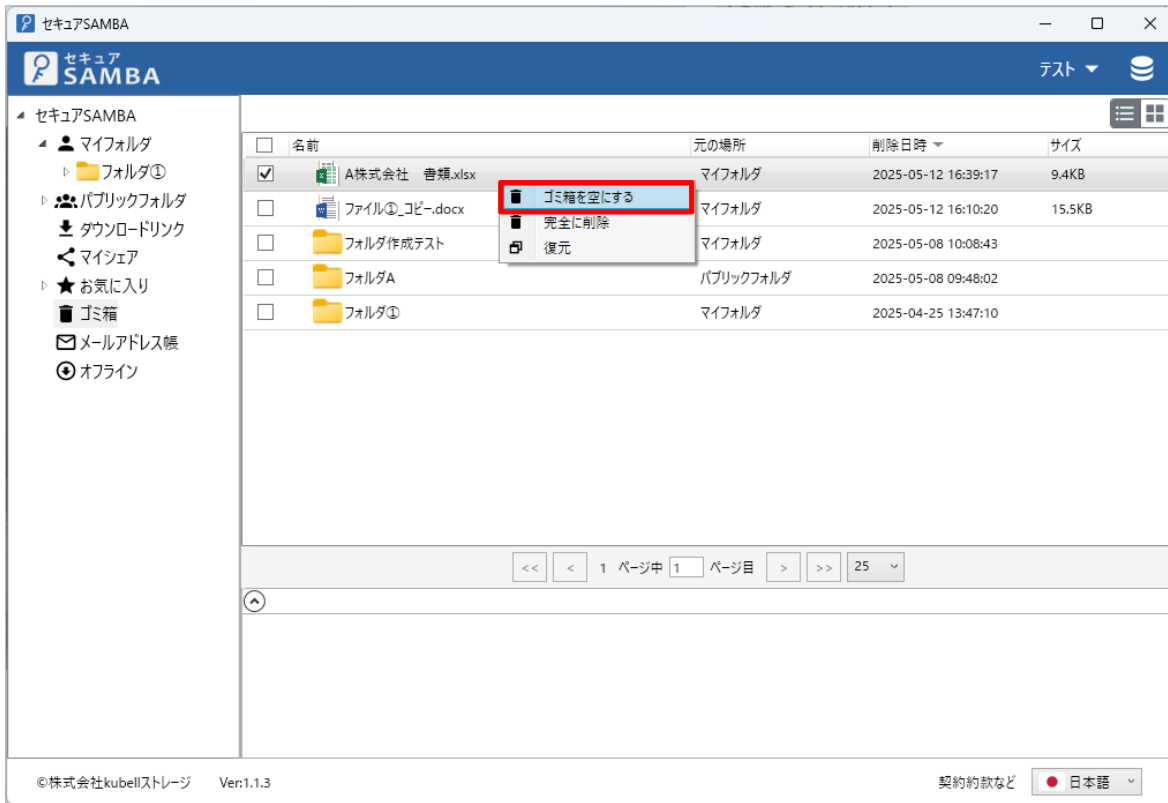 セキュアSAMBA
セキュア
SAMBA
テスト
セキュアSAMBA
マイフォルダ
フォルダ①
パブリックフォルダ
ダウンロードリンク
マイシェア
お気に入り
ゴミ箱
メールアドレス帳
オフライン
名前 元の場所 削除日時 サイズ
A株式会社　書類.xlsx マイフォルダ 2025-05-12 16:39:17 9.4KB
ファイル①_コピー.docx マイフォルダ 2025-05-12 16:10:20 15.5KB
フォルダ作成テスト マイフォルダ 2025-05-08 10:08:43
フォルダA パブリックフォルダ 2025-05-08 09:48:02
フォルダ① マイフォルダ 2025-04-25 13:47:10
ゴミ箱を空にする
完全に削除
復元
<< < 1 ページ中 1 ページ目 > >> 25
©株式会社kubellストレージ Ver:1.1.3 契約約款など 日本語